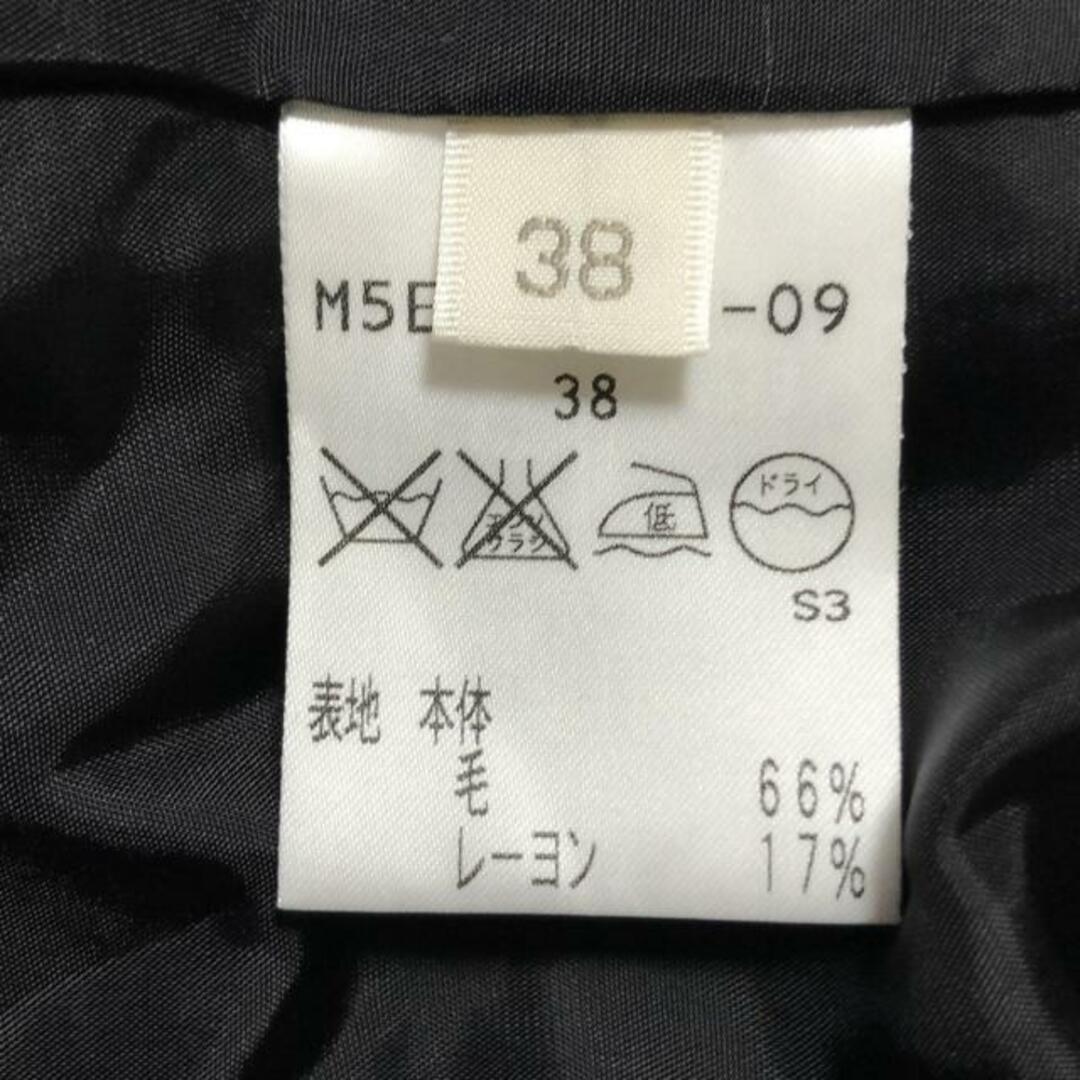 38
M5E -09
38
低 ドライ
S3
表地 本体
毛 66%
レーヨン 17%